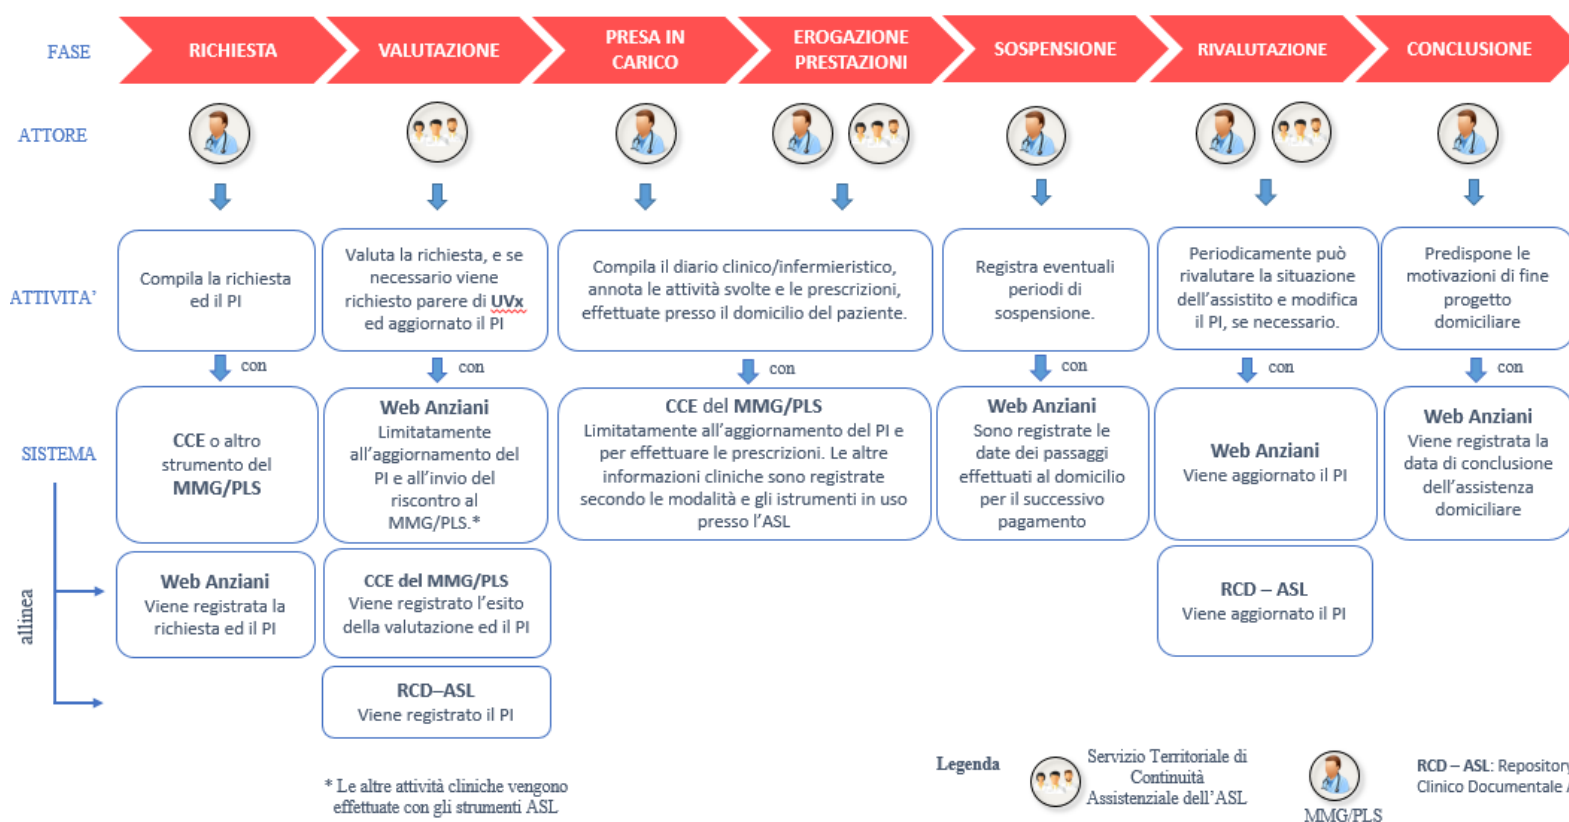 FASE
RICHIESTA
VALUTAZIONE
PRESA IN
CARICO
EROGAZIONE
PRESTAZIONI
SOSPENSIONE
RIVALUTAZIONE
CONCLUSIONE
ATTORE
ATTIVITA'
Compila la richiesta
ed il PI
Valuta la richiesta, e se
necessario viene
richiesto parere di UVx
ed aggiornato il PI
Compila il diario clinico/infermieristico,
annota le attività svolte e le prescrizioni,
effettuate presso il domicilio del paziente.
Registra eventuali
periodi di
sospensione.
Periodicamente può
rivalutare la situazione
dell'assistito e modifica
il PI, se necessario.
Predispone le
motivazioni di fine
progetto
domiciliare
con
con
con
con
con
con
SISTEMA
CCE o altro
strumento del
MMG/PLS
Web Anziani
Limitatamente
all'aggiornamento del
PI e all'invio del
riscontro al
MMG/PLS.*
CCE del MMG/PLS
Limitatamente all'aggiornamento del PI e
per effettuare le prescrizioni. Le altre
informazioni cliniche sono registrate
secondo le modalità e gli istrumenti in uso
presso l'ASL
Web Anziani
Sono registrate le
date dei passaggi
effettuati al domicilio
per il successivo
pagamento
Web Anziani
Viene aggiornato il PI
Web Anziani
Viene registrata la
data di conclusione
dell'assistenza
domiciliare
allinea
Web Anziani
Viene registrata la
richiesta ed il PI
CCE del MMG/PLS
Viene registrato l'esito
della valutazione ed il PI
RCD – ASL
Viene aggiornato il PI
RCD–ASL
Viene registrato il PI
* Le altre attività cliniche vengono
effettuate con gli strumenti ASL
Legenda
Servizio Territoriale di
Continuità
Assistenziale dell'ASL
MMG/PLS
RCD – ASL: Repository
Clinico Documentale